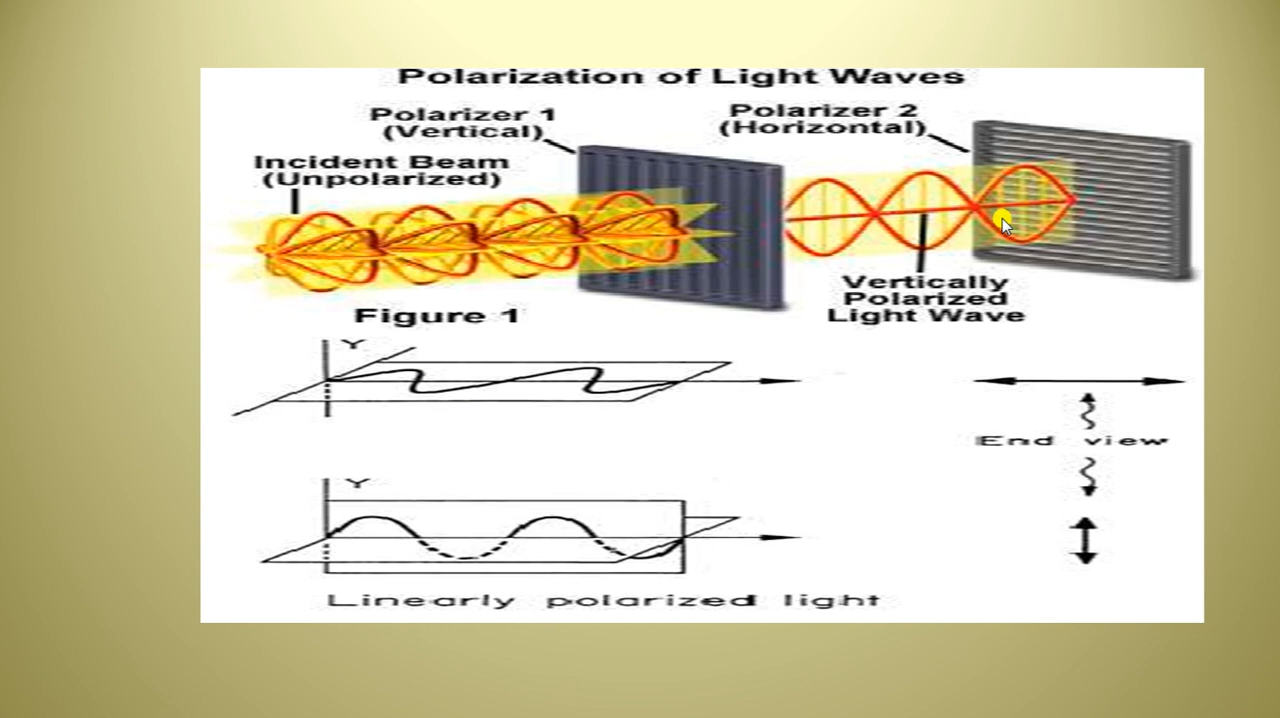 Polarization of Light Waves
Polarizer 1
(Vertical)
Polarizer 2
(Horizontal)
Incident Beam
(Unpolarized)
Vertically
Polarized
Light Wave
Figure 1
Y
End view
Y
Linearly polarized light